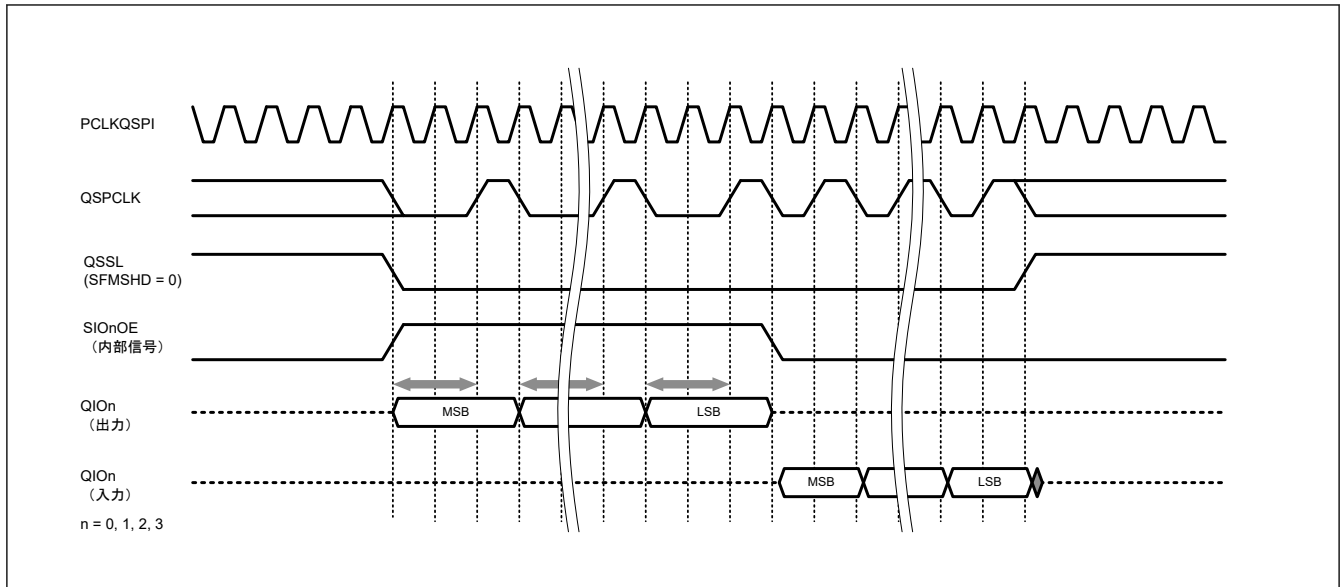 PCLKQSPI
QSPCLK
QSSL
(SFMSHD = 0)
SIOnOE
（内部信号）
QIOn
（出力）
MSB
LSB
QIOn
（入力）
MSB
LSB
n = 0, 1, 2, 3